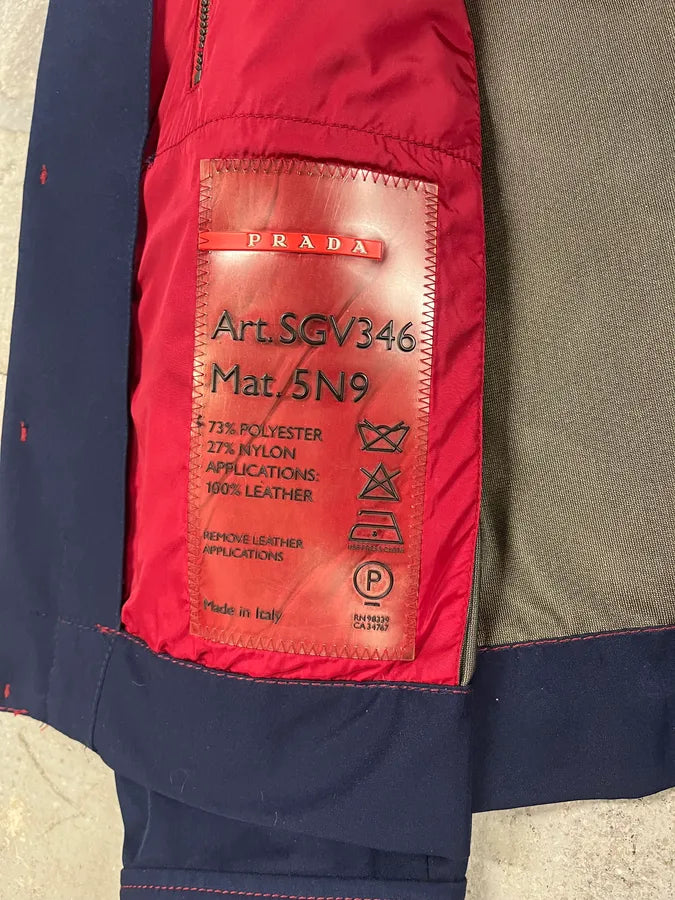 PRADA
Art. SGV346
Mat. 5N9
73% POLYESTER
27% NYLON
APPLICATIONS:
100% LEATHER
REMOVE LEATHER
APPLICATIONS
P
Made in Italy
RN 98339
CA 34767